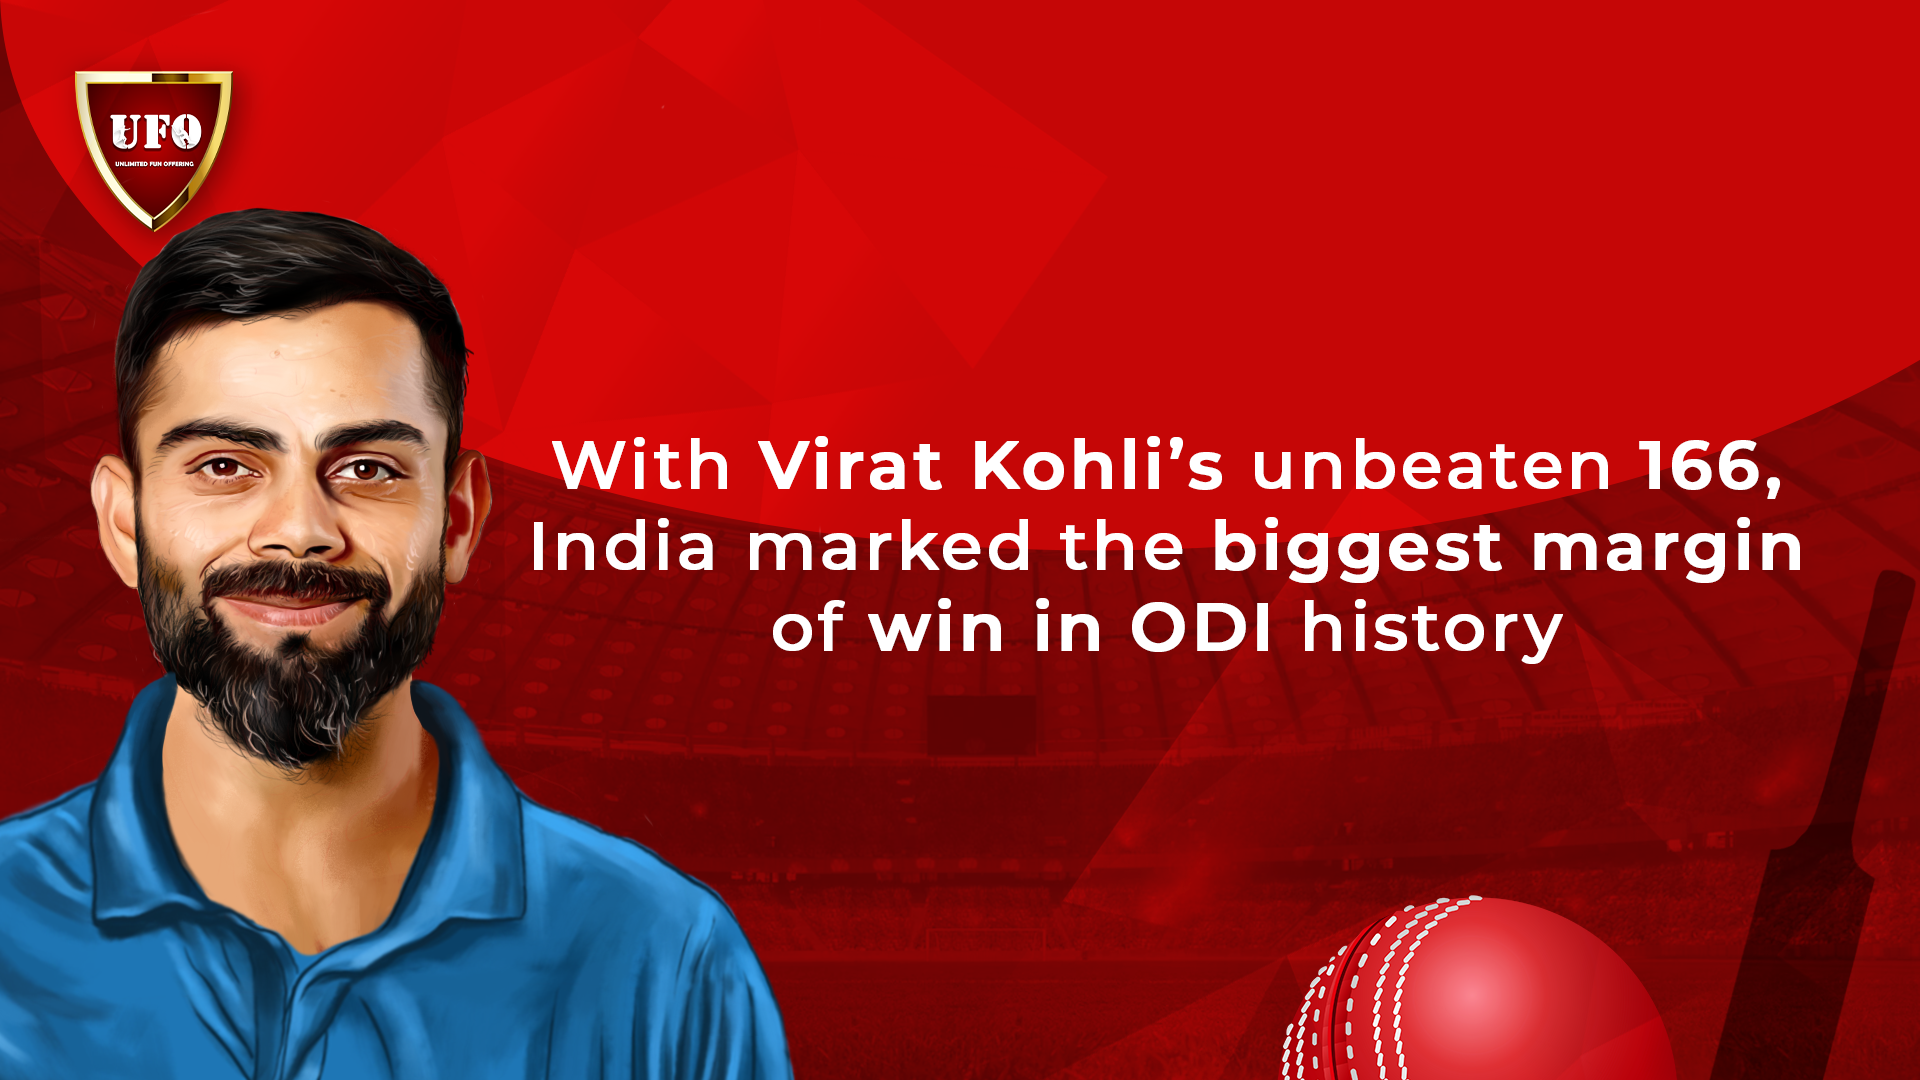 UFO
UNLIMITED FUN OFFERING
With Virat Kohli’s unbeaten 166,
India marked the biggest margin
of win in ODI history